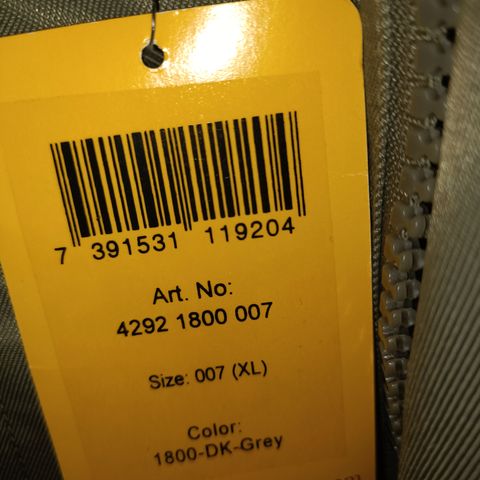 7 391531 119204
Art. No:
4292 1800 007
Size: 007 (XL)
Color:
1800-DK-Grey